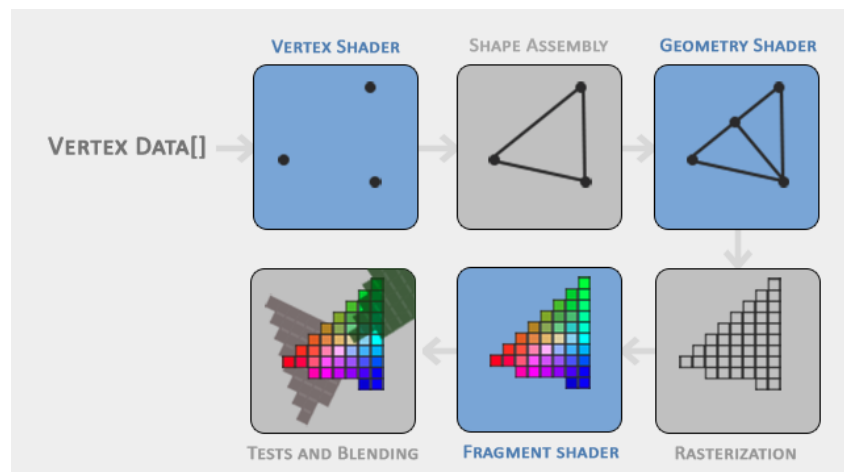 VERTEX SHADER
SHAPE ASSEMBLY
GEOMETRY SHADER
VERTEX DATA[]
TESTS AND BLENDING
FRAGMENT SHADER
RASTERIZATION